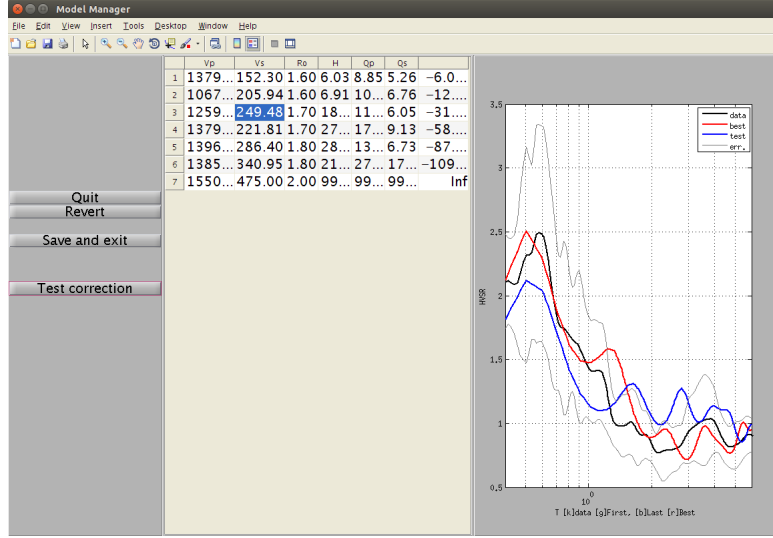 Model Manager
File Edit View Insert Tools Desktop Window Help
Vp Vs Ro H Qp Qs
1 1379... 152.30 1.60 6.03 8.85 5.26 −6.0...
2 1067... 205.94 1.60 6.91 10... 6.76 −12....
3 1259... 249.48 1.70 18... 11... 6.05 −31....
4 1379... 221.81 1.70 27... 17... 9.13 −58....
5 1396... 286.40 1.80 28... 13... 6.73 −87....
6 1385... 340.95 1.80 21... 27... 17... −109...
7 1550... 475.00 2.00 99... 99... 99... Inf
Quit
Revert
Save and exit
Test correction
data
best
test
err.
3.5
3
2.5
2
1.5
1
0.5
HVSR
10^0
T [k]data [g]First, [b]Last [r]Best